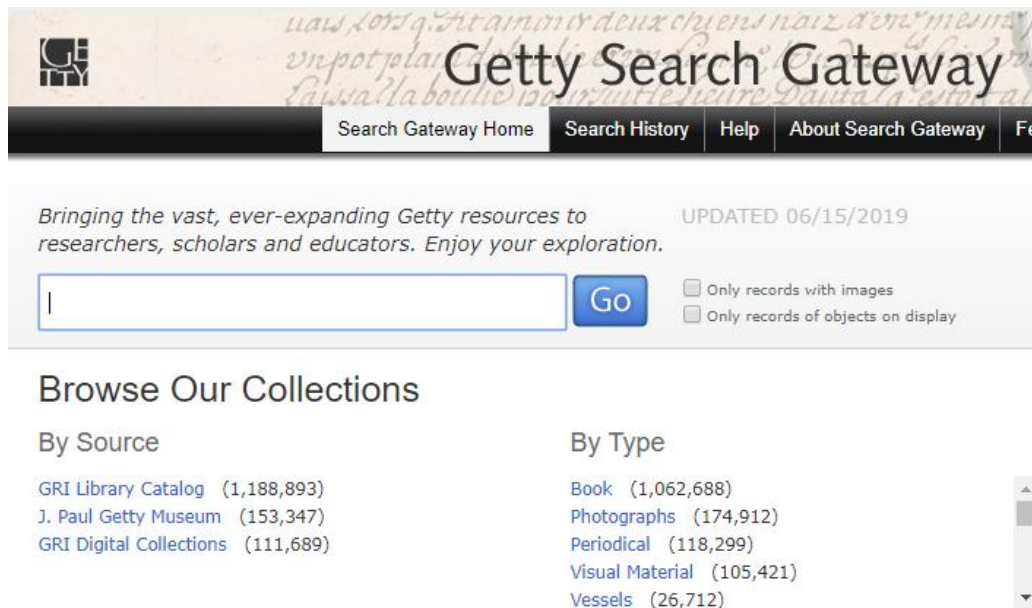 GE
TTY
Getty Search Gateway
Search Gateway Home Search History Help About Search Gateway
Bringing the vast, ever-expanding Getty resources to
researchers, scholars and educators. Enjoy your exploration.
UPDATED 06/15/2019
Go
Only records with images
Only records of objects on display
Browse Our Collections
By Source
GRI Library Catalog (1,188,893)
J. Paul Getty Museum (153,347)
GRI Digital Collections (111,689)
By Type
Book (1,062,688)
Photographs (174,912)
Periodical (118,299)
Visual Material (105,421)
Vessels (26,712)